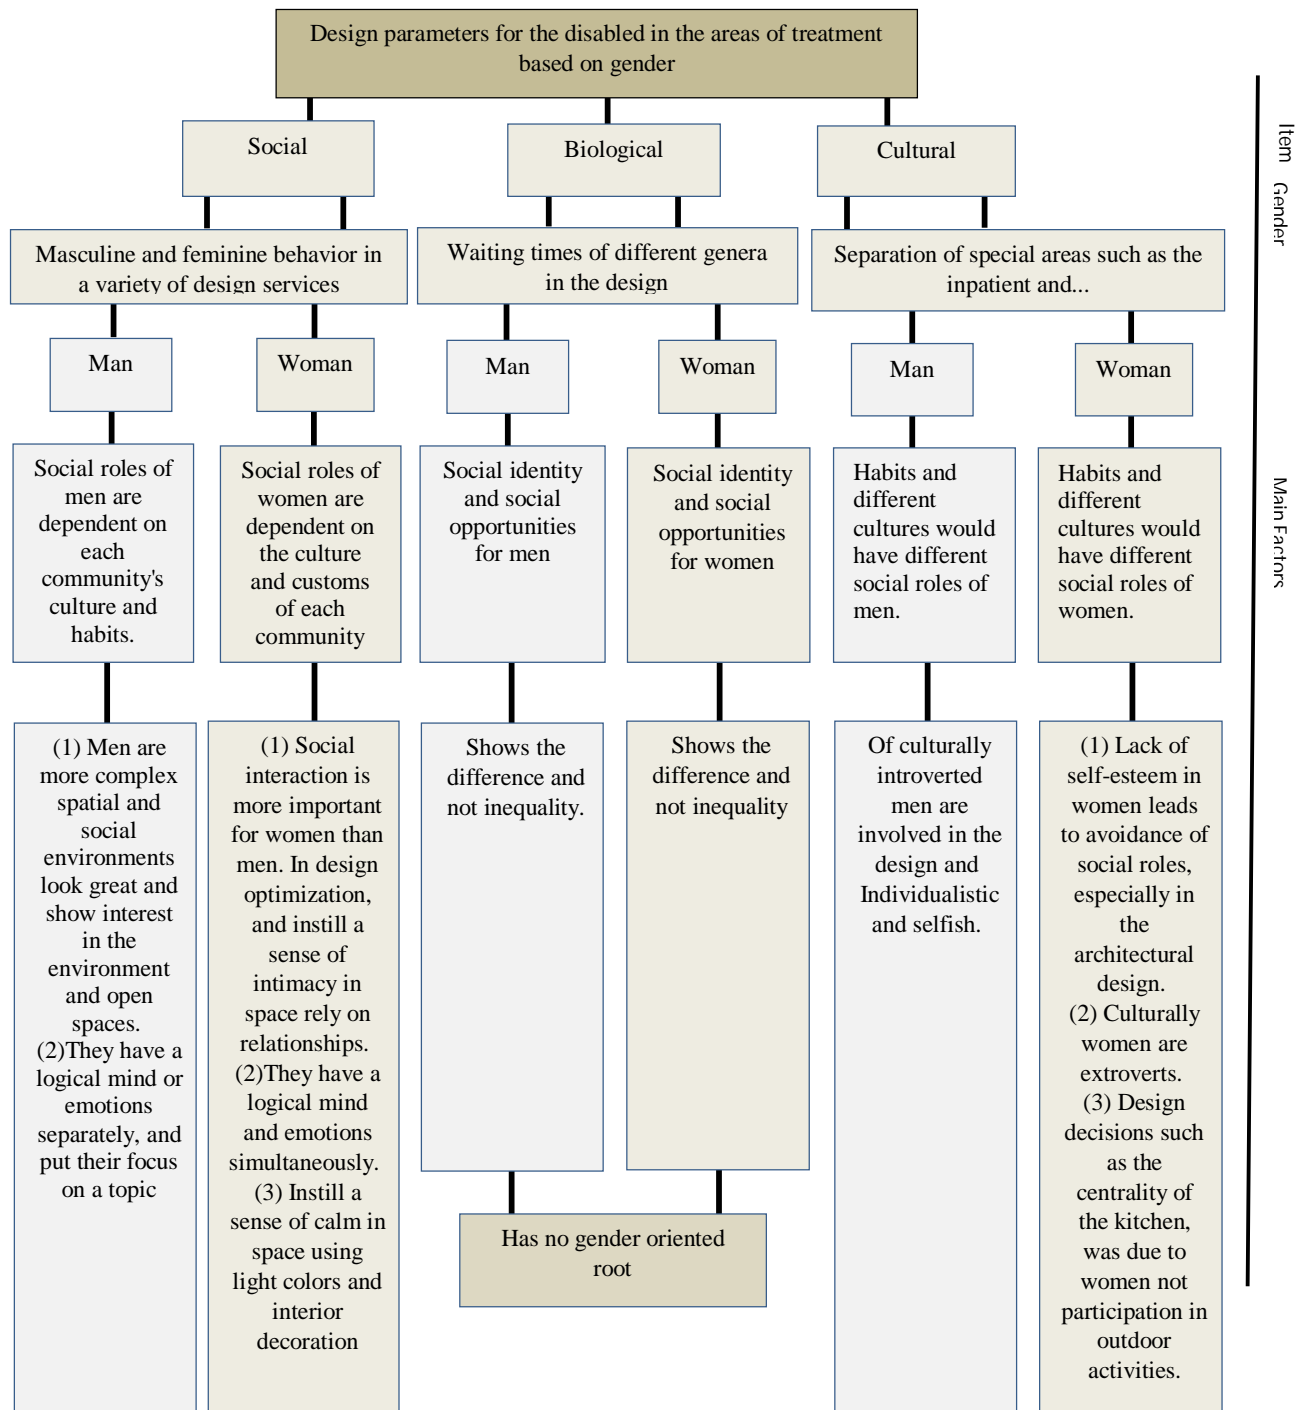 Design parameters for the disabled in the areas of treatment
based on gender
Social
Biological
Cultural
Masculine and feminine behavior in
a variety of design services
Waiting times of different genera
in the design
Separation of special areas such as the
inpatient and...
Man
Woman
Man
Woman
Man
Woman
Social roles of
men are
dependent on
each
community's
culture and
habits.
Social roles of
women are
dependent on
the culture
and customs
of each
community
Social identity
and social
opportunities
for men
Social identity
and social
opportunities
for women
Habits and
different
cultures would
have different
social roles of
men.
Habits and
different
cultures would
have different
social roles of
women.
(1) Men are
more complex
spatial and
social
environments
look great and
show interest
in the
environment
and open
spaces.
(2)They have a
logical mind or
emotions
separately, and
put their focus
on a topic
(1) Social
interaction is
more important
for women than
men. In design
optimization,
and instill a
sense of
intimacy in
space rely on
relationships.
(2)They have a
logical mind
and emotions
simultaneously.
(3) Instill a
sense of calm in
space using
light colors and
interior
decoration
Shows the
difference and
not inequality.
Shows the
difference and
not inequality
Of culturally
introverted
men are
involved in the
design and
Individualistic
and selfish.
(1) Lack of
self-esteem in
women leads
to avoidance of
social roles,
especially in
the
architectural
design.
(2) Culturally
women are
extroverts.
(3) Design
decisions such
as the
centrality of
the kitchen,
was due to
women not
participation in
outdoor
activities.
Has no gender oriented
root
Item
Gender
Main Factors